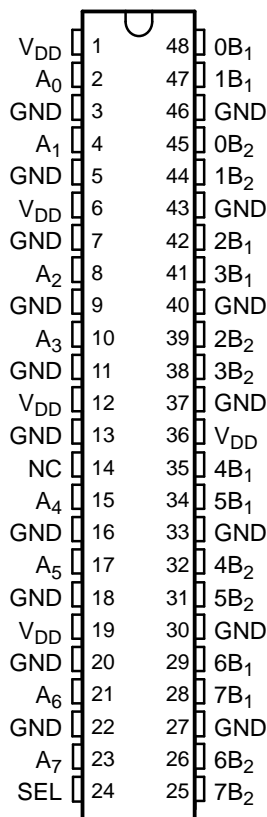 V_DD 1 48 0B_1
A_0 2 47 1B_1
GND 3 46 GND
A_1 4 45 0B_2
GND 5 44 1B_2
V_DD 6 43 GND
GND 7 42 2B_1
A_2 8 41 3B_1
GND 9 40 GND
A_3 10 39 2B_2
GND 11 38 3B_2
V_DD 12 37 GND
GND 13 36 V_DD
NC 14 35 4B_1
A_4 15 34 5B_1
GND 16 33 GND
A_5 17 32 4B_2
GND 18 31 5B_2
V_DD 19 30 GND
GND 20 29 6B_1
A_6 21 28 7B_1
GND 22 27 GND
A_7 23 26 6B_2
SEL 24 25 7B_2